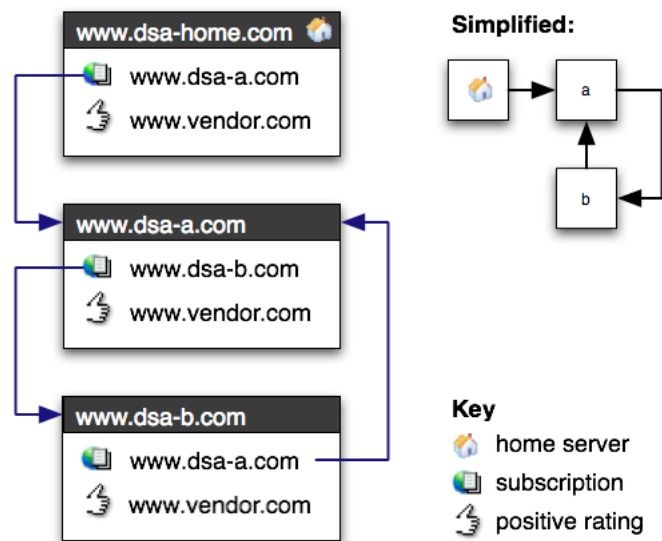 www.dsa-home.com
www.dsa-a.com
www.vendor.com
www.dsa-a.com
www.dsa-b.com
www.vendor.com
www.dsa-b.com
www.dsa-a.com
www.vendor.com
Simplified:
a
b
Key
home server
subscription
positive rating